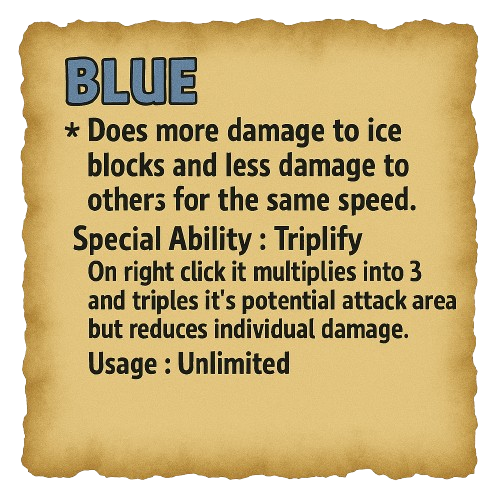 BLUE
* Does more damage to ice
blocks and less damage to
others for the same speed.
Special Ability : Triplify
On right click it multiplies into 3
and triples it's potential attack area
but reduces individual damage.
Usage : Unlimited